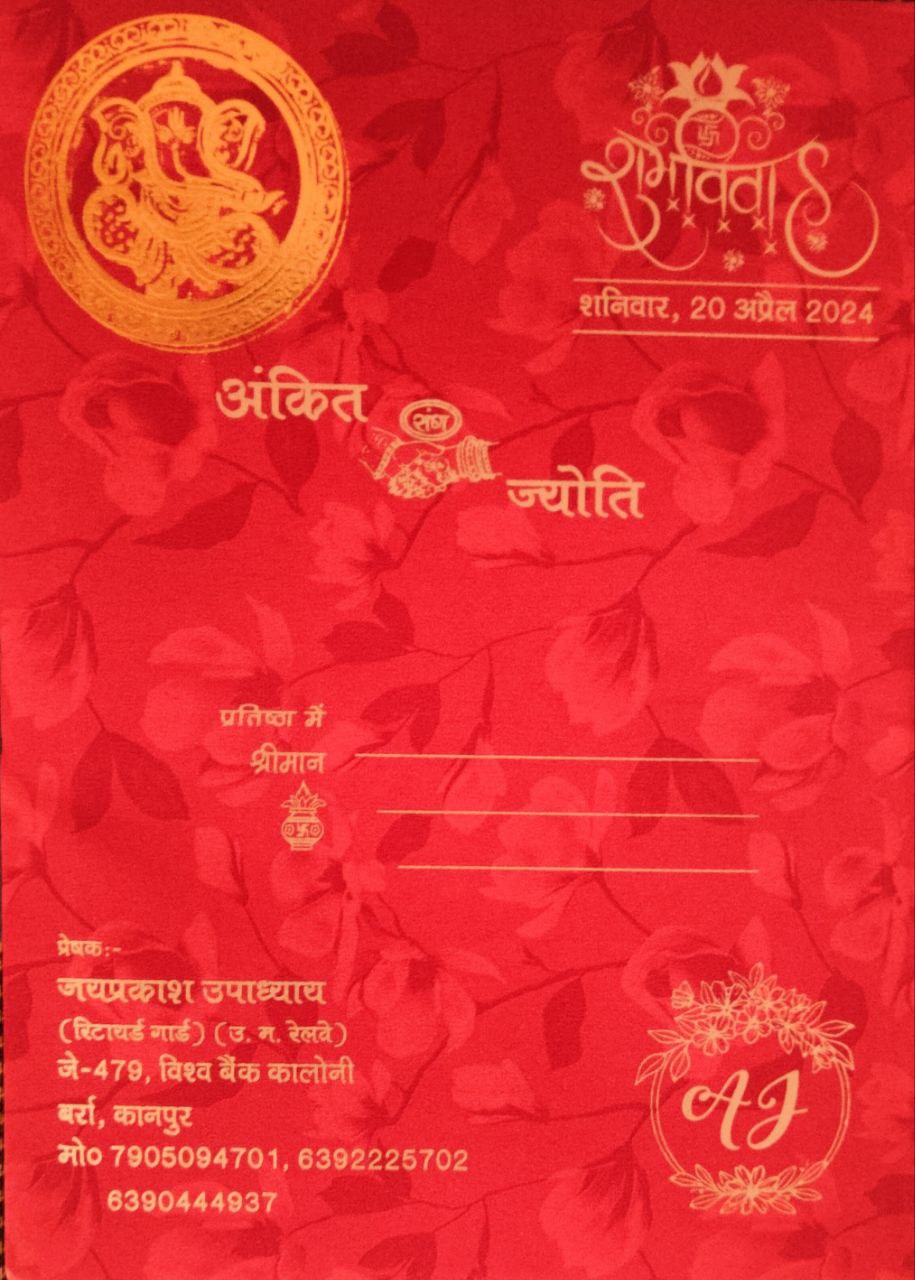 शुभ विवाह
शनिवार, 20 अप्रैल 2024
अंकित
संग
ज्योति
प्रतिष्ठा में
श्रीमान
प्रेषक:-
जयप्रकाश उपाध्याय
(रिटायर्ड गार्ड) (उ. म. रेलवे)
जे-479, विश्व बैंक कालोनी
बर्रा, कानपुर
मो० 7905094701, 6392225702
6390444937
AJ